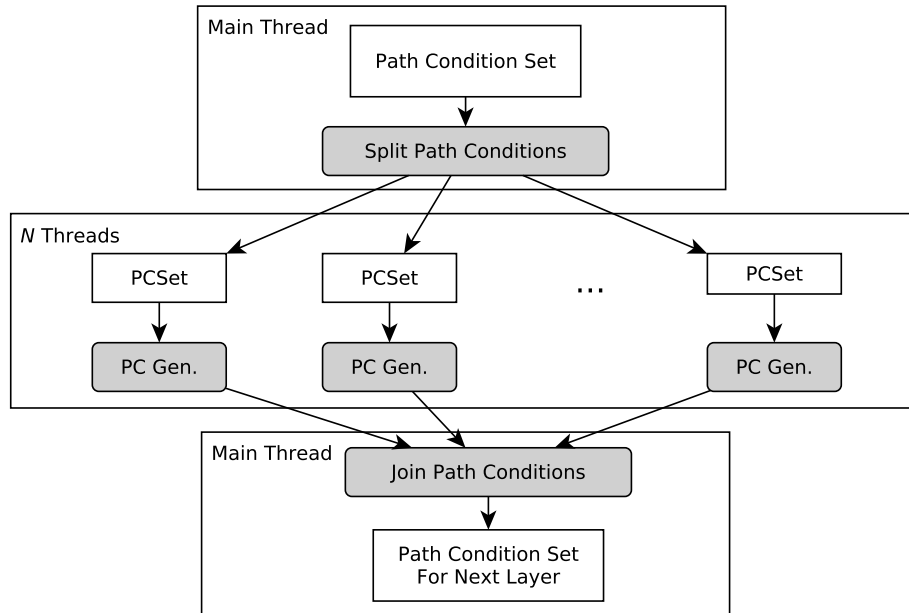 Main Thread
Path Condition Set
Split Path Conditions
N Threads
PCSet
PCSet
...
PCSet
PC Gen.
PC Gen.
PC Gen.
Main Thread
Join Path Conditions
Path Condition Set
For Next Layer